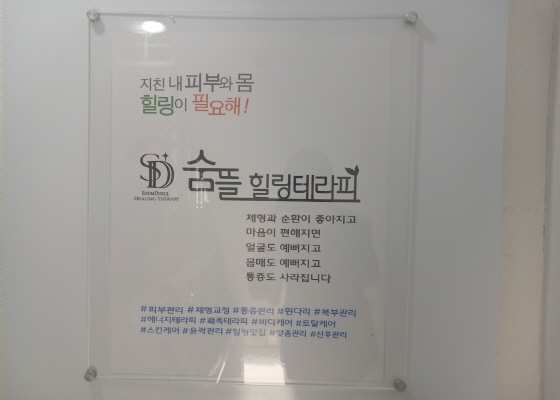 지친 내 피부와 몸
힐링이 필요해!
SD
숨뜰 힐링테라피
SOOMDDEUL
HEALING THERAPY
체형과 순환이 좋아지고
마음이 편해지면
얼굴도 예뻐지고
몸매도 예뻐지고
통증도 사라집니다
#피부관리 #체형교정 #통증관리 #휜다리 #복부관리
#에너지테라피 #괄사테라피 #바디케어 #토탈케어
#스킨케어 #윤곽관리 #힐링맛집 #맞춤관리 #산후관리